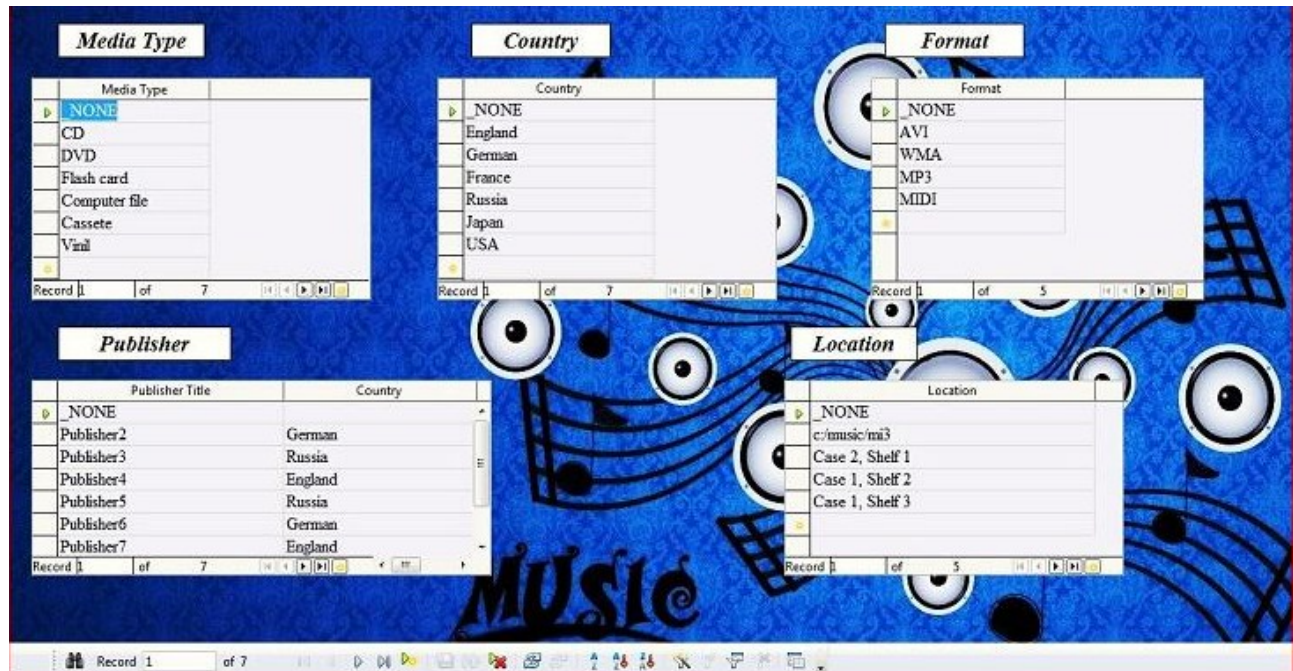 Media Type
Media Type
_NONE
CD
DVD
Flash card
Computer file
Cassete
Vinil
Record 1 of 7
Country
Country
_NONE
England
German
France
Russia
Japan
USA
Record 1 of 7
Format
Format
_NONE
AVI
WMA
MP3
MIDI
Record 1 of 5
Publisher
Publisher Title Country
_NONE
Publisher2 German
Publisher3 Russia
Publisher4 England
Publisher5 Russia
Publisher6 German
Publisher7 England
Record 1 of 7
Location
Location
_NONE
c:/music/mi3
Case 2, Shelf 1
Case 1, Shelf 2
Case 1, Shelf 3
Record 1 of 5
MUSIC
Record 1 of 7